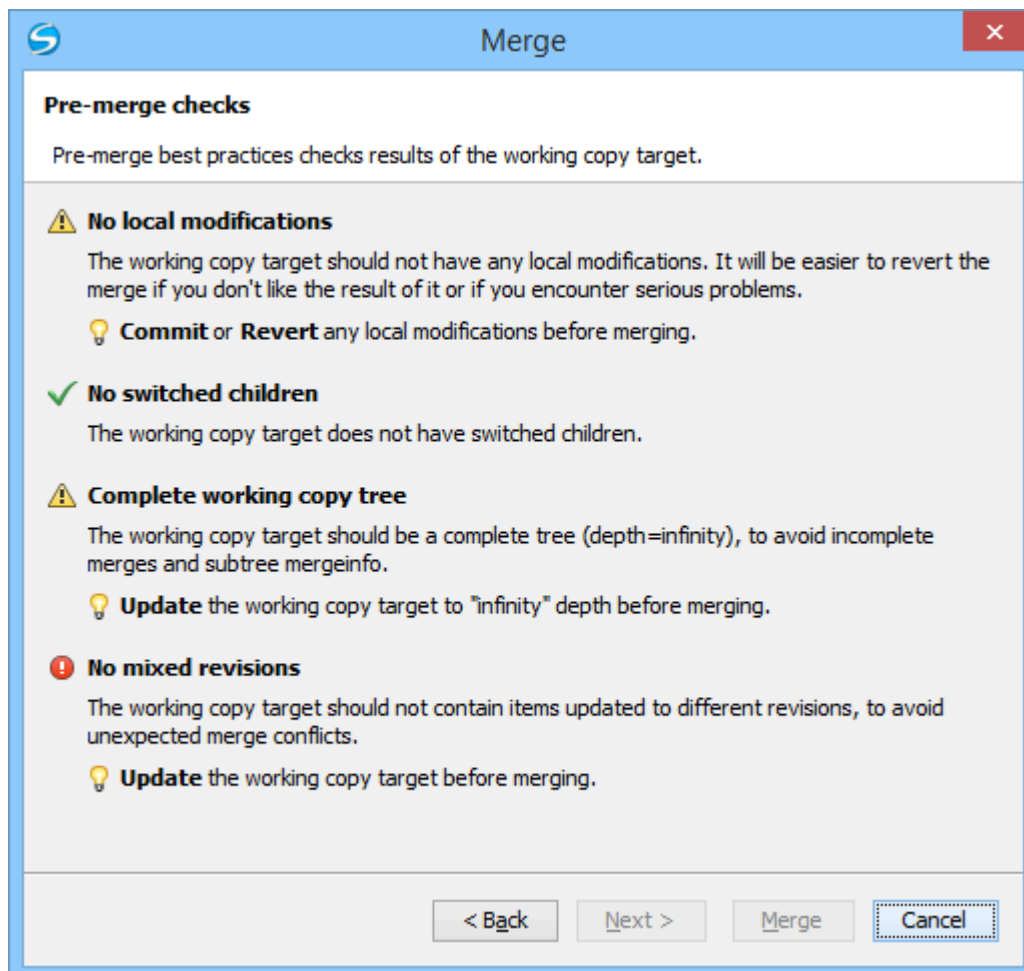 Merge
Pre-merge checks
Pre-merge best practices checks results of the working copy target.
No local modifications
The working copy target should not have any local modifications. It will be easier to revert the
merge if you don't like the result of it or if you encounter serious problems.
Commit or Revert any local modifications before merging.
No switched children
The working copy target does not have switched children.
Complete working copy tree
The working copy target should be a complete tree (depth=infinity), to avoid incomplete
merges and subtree mergeinfo.
Update the working copy target to "infinity" depth before merging.
No mixed revisions
The working copy target should not contain items updated to different revisions, to avoid
unexpected merge conflicts.
Update the working copy target before merging.
< Back Next > Merge Cancel